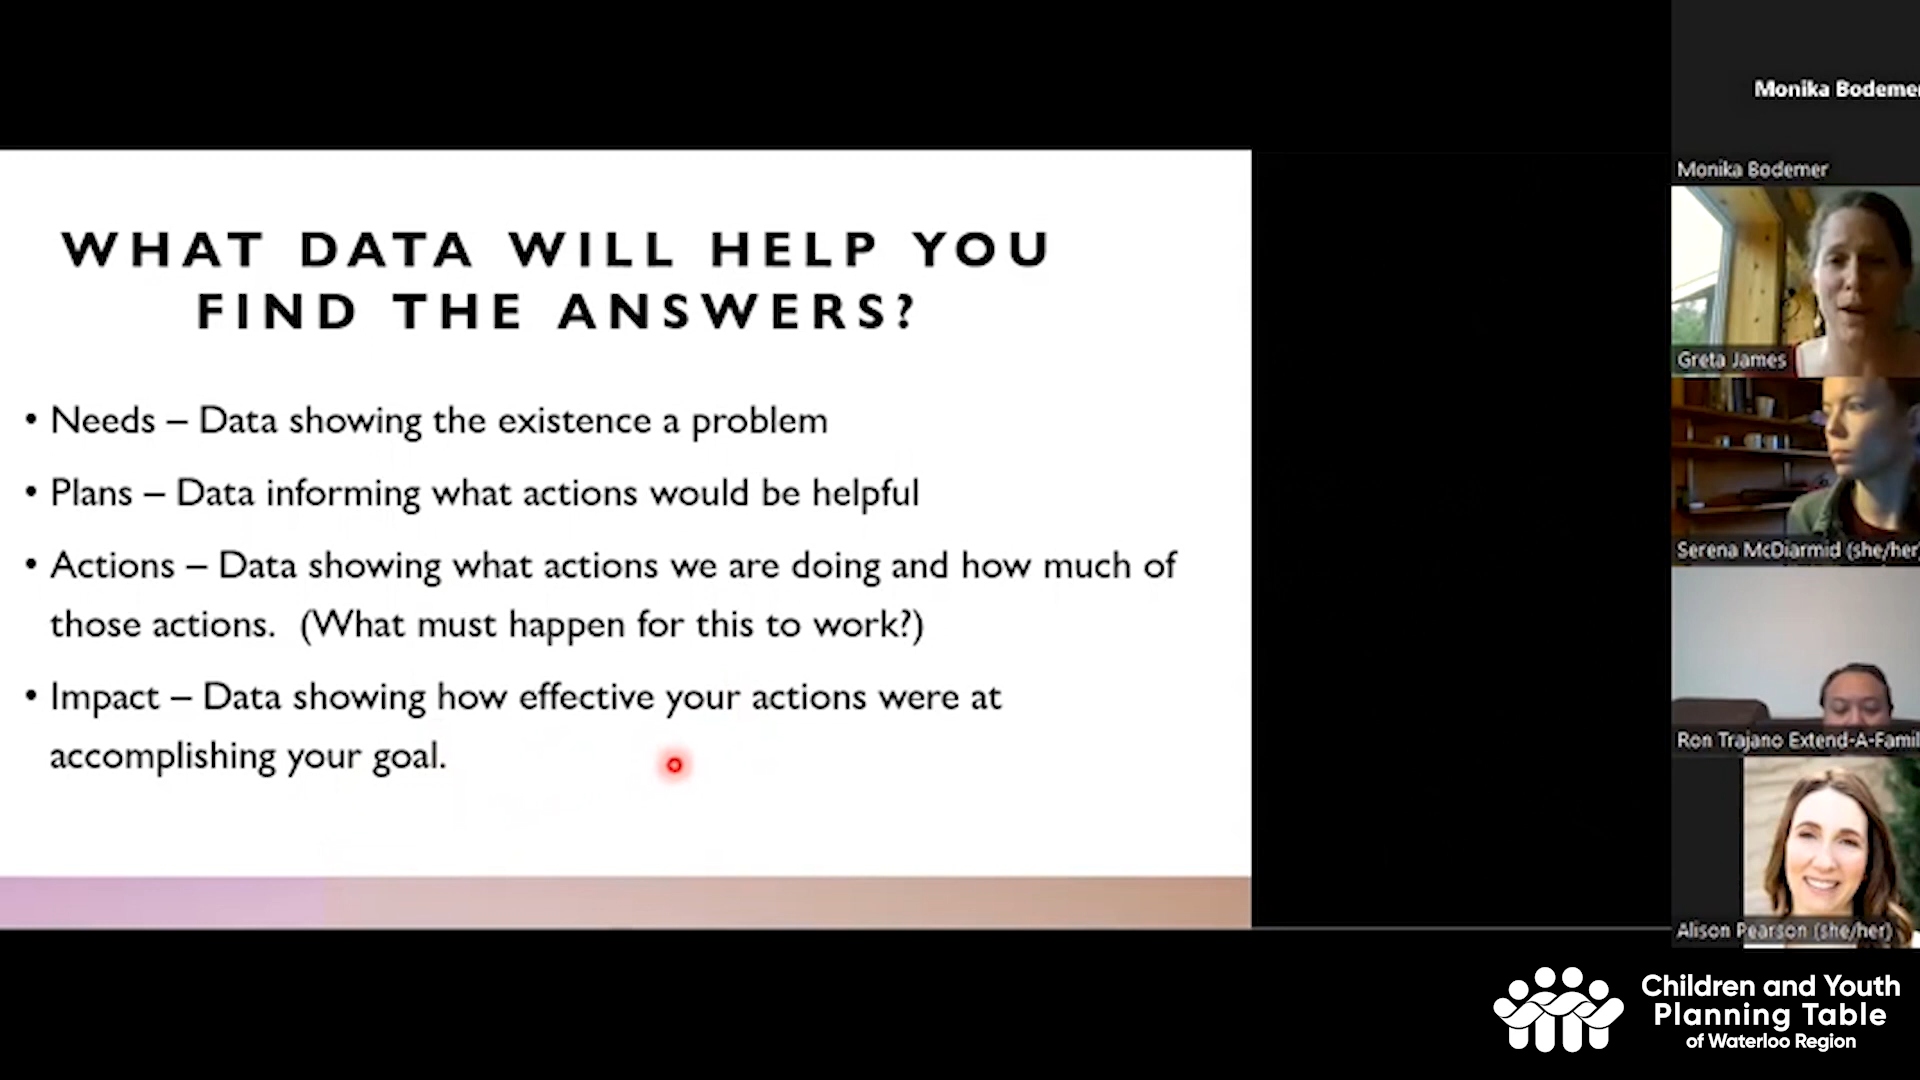 WHAT DATA WILL HELP YOU
FIND THE ANSWERS?
• Needs – Data showing the existence a problem
• Plans – Data informing what actions would be helpful
• Actions – Data showing what actions we are doing and how much of
those actions.  (What must happen for this to work?)
• Impact – Data showing how effective your actions were at
accomplishing your goal.
Monika Bodemer
Monika Bodemer
Greta James
Serena McDiarmid (she/her)
Ron Trajano Extend-A-Famil
Alison Pearson (she/her)
Children and Youth
Planning Table
of Waterloo Region